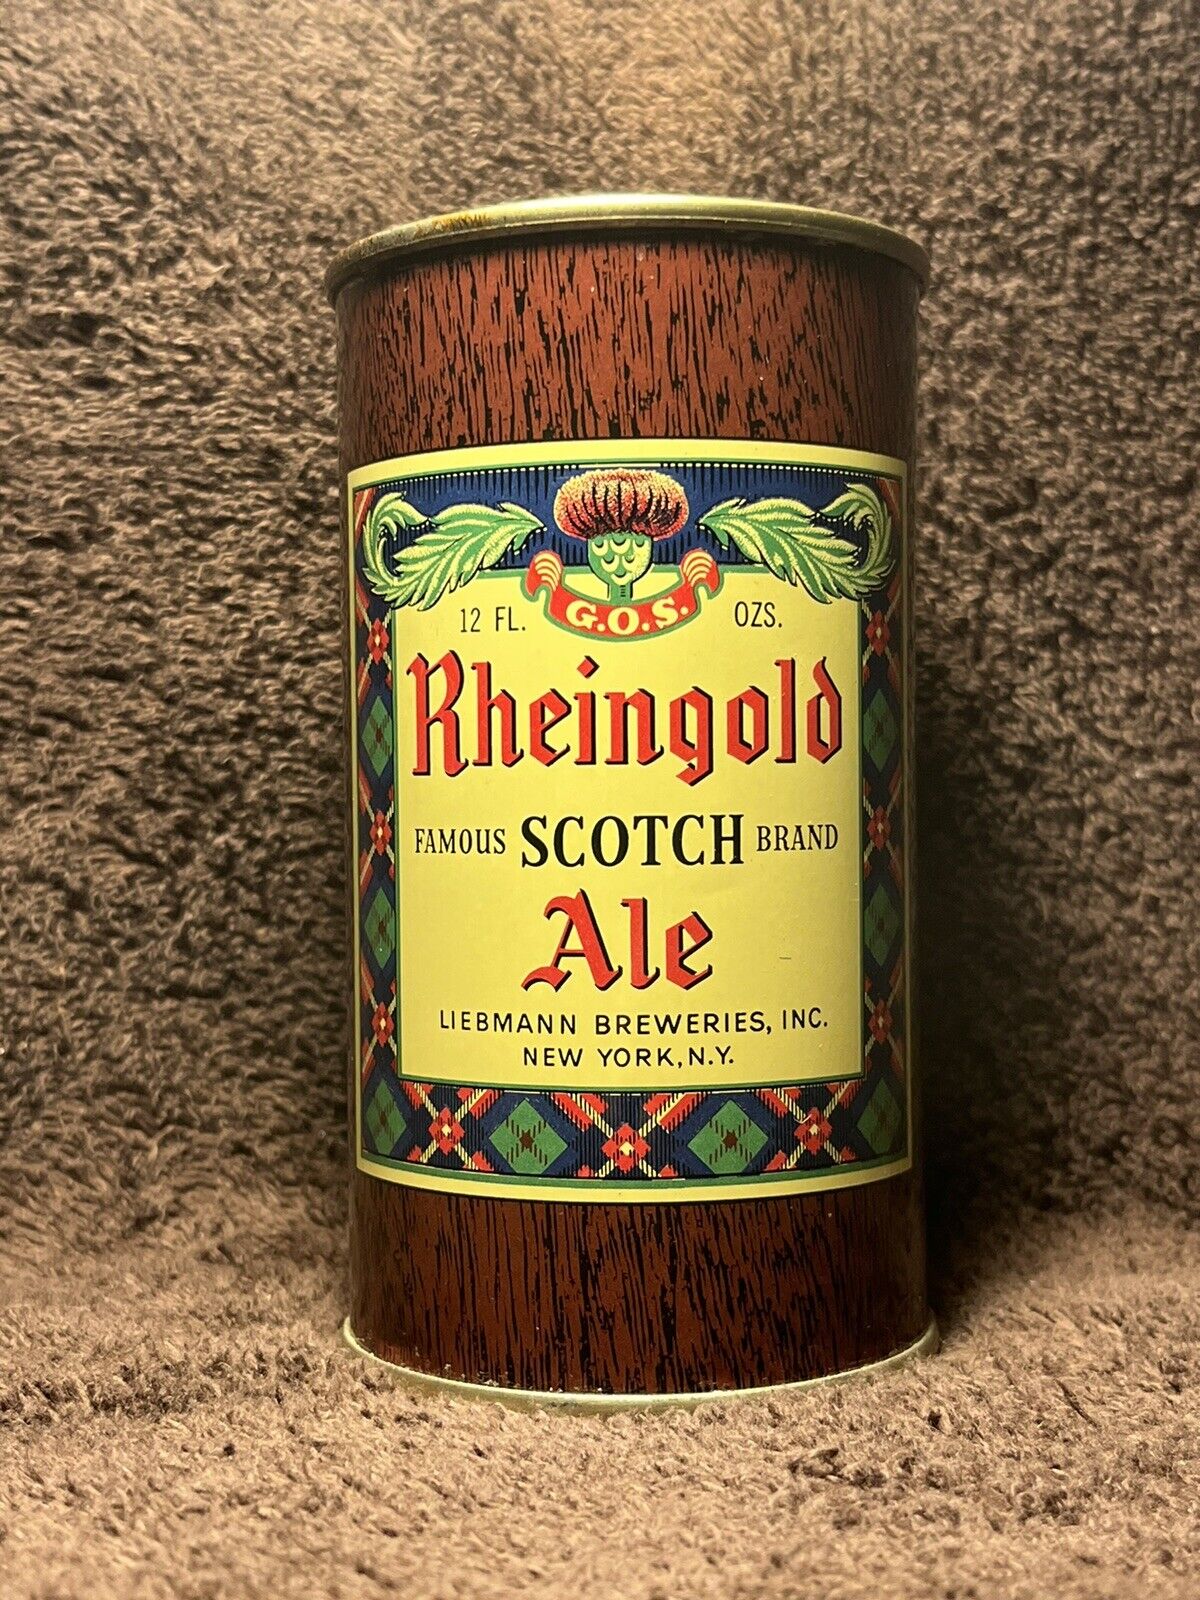 G.O.S.
12 FL. OZS.
Rheingold
FAMOUS SCOTCH BRAND
Ale
LIEBMANN BREWERIES, INC.
NEW YORK, N.Y.